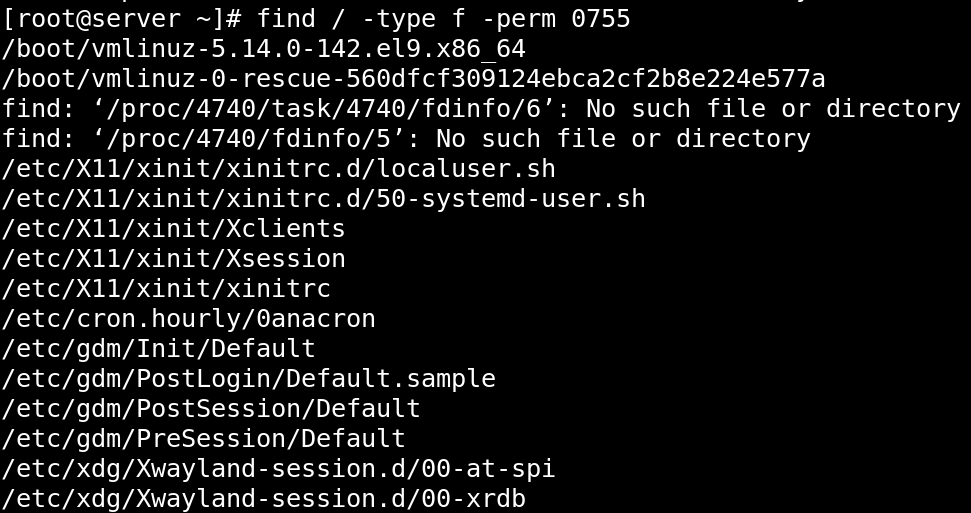 [root@server ~]# find / -type f -perm 0755
/boot/vmlinuz-5.14.0-142.el9.x86_64
/boot/vmlinuz-0-rescue-560dfcf309124ebca2cf2b8e224e577a
find: ‘/proc/4740/task/4740/fdinfo/6’: No such file or directory
find: ‘/proc/4740/fdinfo/5’: No such file or directory
/etc/X11/xinit/xinitrc.d/localuser.sh
/etc/X11/xinit/xinitrc.d/50-systemd-user.sh
/etc/X11/xinit/Xclients
/etc/X11/xinit/Xsession
/etc/X11/xinit/xinitrc
/etc/cron.hourly/0anacron
/etc/gdm/Init/Default
/etc/gdm/PostLogin/Default.sample
/etc/gdm/PostSession/Default
/etc/gdm/PreSession/Default
/etc/xdg/Xwayland-session.d/00-at-spi
/etc/xdg/Xwayland-session.d/00-xrdb